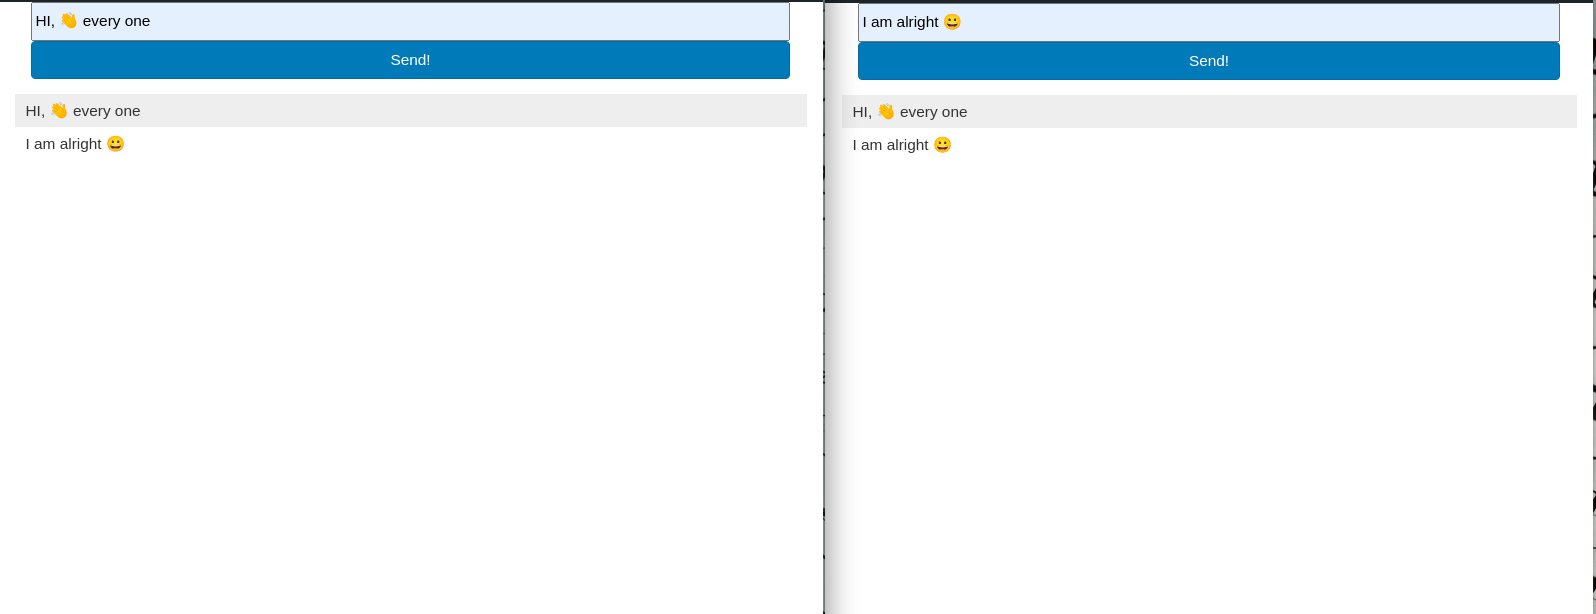 HI, 👋 every one
Send!
HI, 👋 every one
I am alright 😀
I am alright 😀
Send!
HI, 👋 every one
I am alright 😀